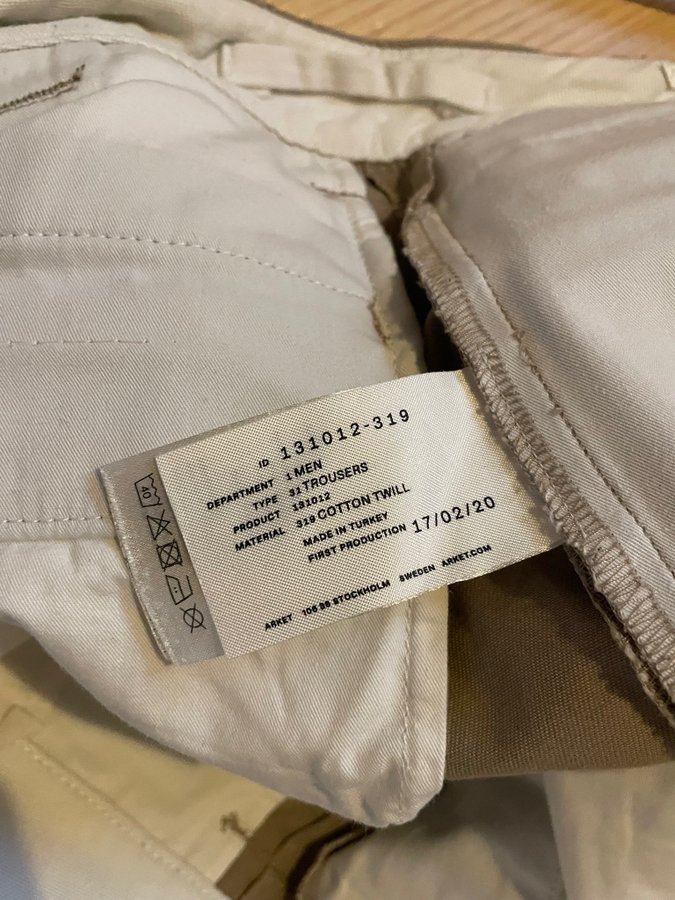 ID 131012-319
DEPARTMENT 1 MEN
TYPE 31 TROUSERS
PRODUCT 131012
MATERIAL 319 COTTON TWILL
MADE IN TURKEY
FIRST PRODUCTION 17/02/20
ARKET 106 38 STOCKHOLM SWEDEN ARKET.COM
40